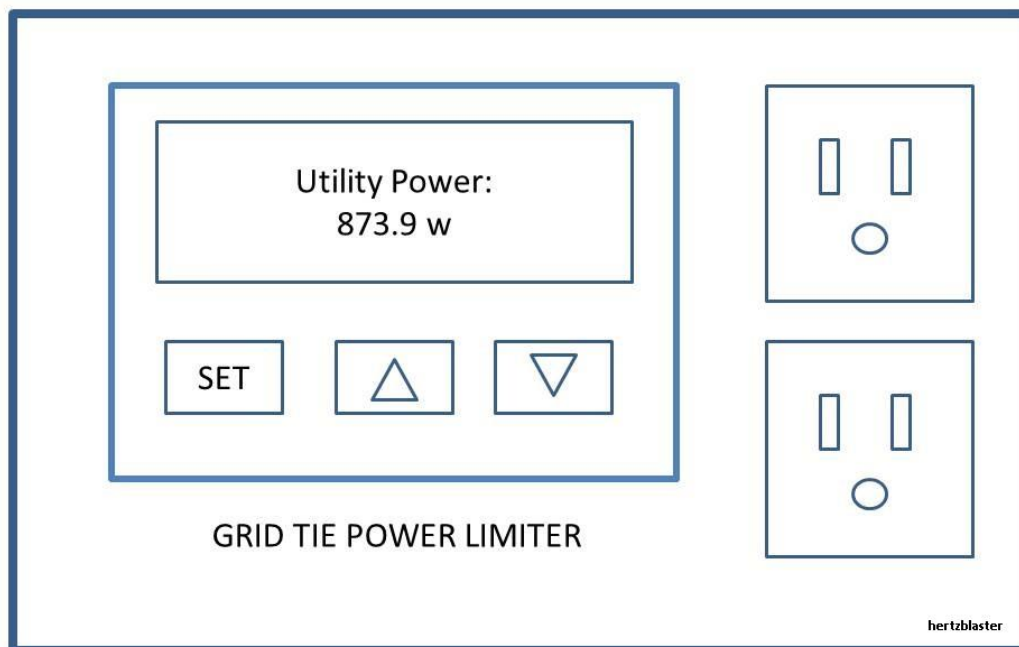 Utility Power:
873.9 w
SET
GRID TIE POWER LIMITER
hertzblaster